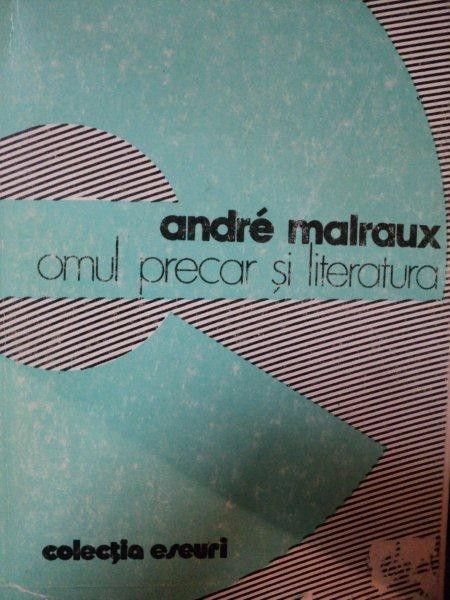 andré malraux
omul precar și literatura
colecția eseuri